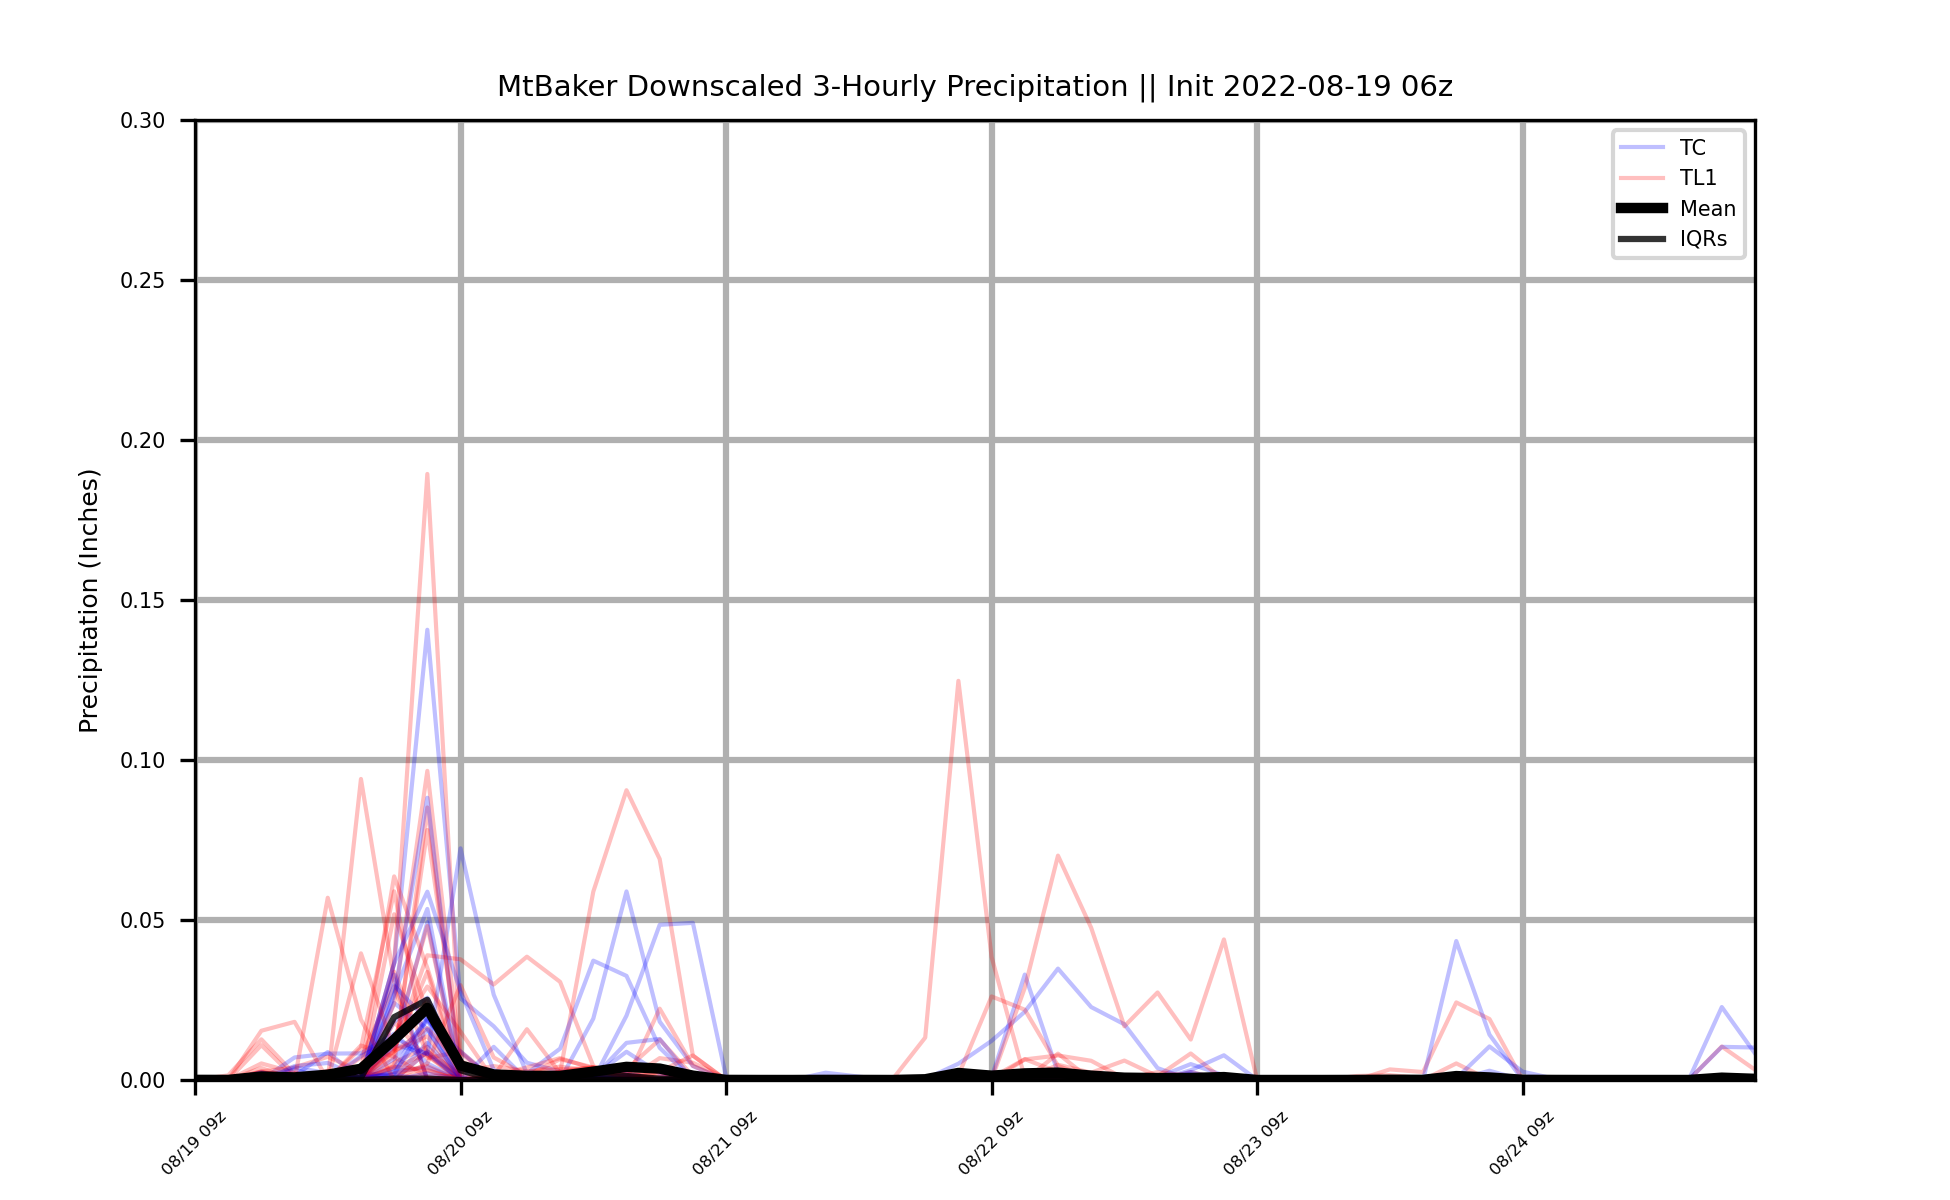 MtBaker Downscaled 3-Hourly Precipitation || Init 2022-08-19 06z
TC
TL1
Mean
IQRs
Precipitation (Inches)
0.30
0.25
0.20
0.15
0.10
0.05
0.00
08/19 09z
08/20 09z
08/21 09z
08/22 09z
08/23 09z
08/24 09z